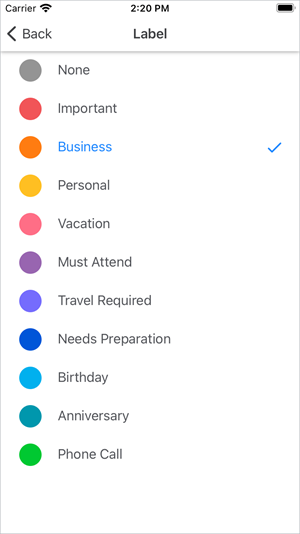 Carrier 2:20 PM
Back Label
None
Important
Business
Personal
Vacation
Must Attend
Travel Required
Needs Preparation
Birthday
Anniversary
Phone Call